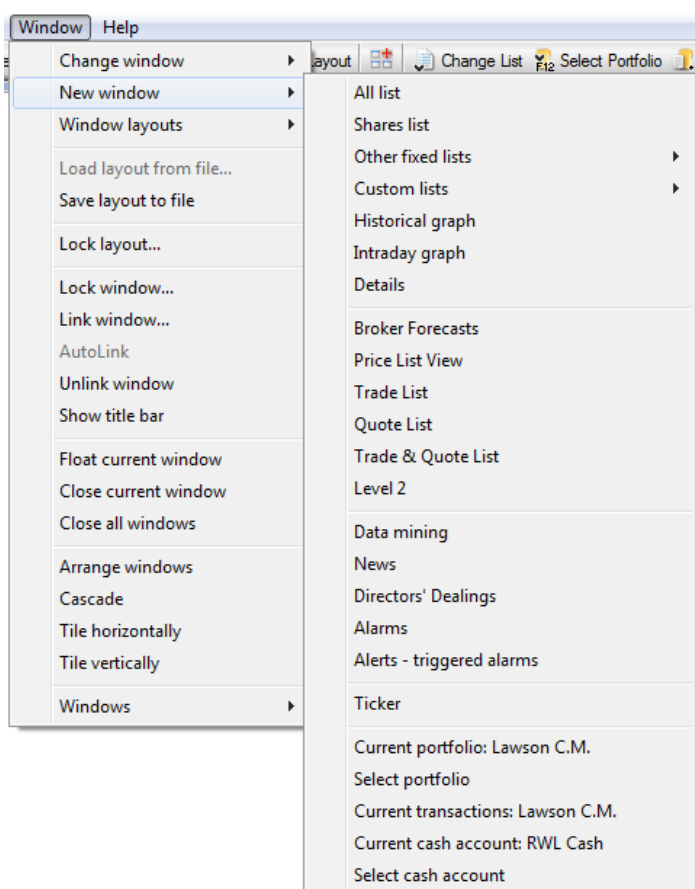 Window Help
ayout Change List F12 Select Portfolio
Change window
New window
Window layouts
Load layout from file...
Save layout to file
Lock layout...
Lock window...
Link window...
AutoLink
Unlink window
Show title bar
Float current window
Close current window
Close all windows
Arrange windows
Cascade
Tile horizontally
Tile vertically
Windows
All list
Shares list
Other fixed lists
Custom lists
Historical graph
Intraday graph
Details
Broker Forecasts
Price List View
Trade List
Quote List
Trade & Quote List
Level 2
Data mining
News
Directors' Dealings
Alarms
Alerts - triggered alarms
Ticker
Current portfolio: Lawson C.M.
Select portfolio
Current transactions: Lawson C.M.
Current cash account: RWL Cash
Select cash account